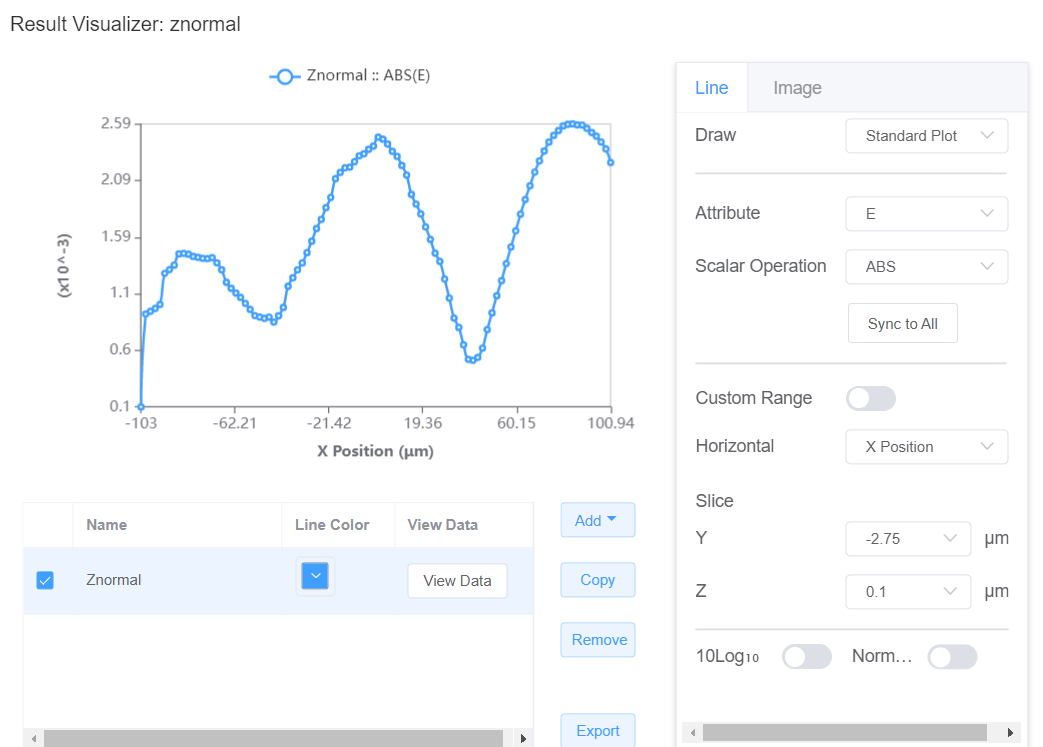 Result Visualizer: znormal
Znormal :: ABS(E)
2.59
2.09
1.59
1.1
0.6
0.1
(x10^-3)
-103 -62.21 -21.42 19.36 60.15 100.94
X Position (μm)
Name Line Color View Data
Znormal View Data
Add
Copy
Remove
Export
Line Image
Draw Standard Plot
Attribute E
Scalar Operation ABS
Sync to All
Custom Range
Horizontal X Position
Slice
Y -2.75 μm
Z 0.1 μm
10Log₁₀ Norm...